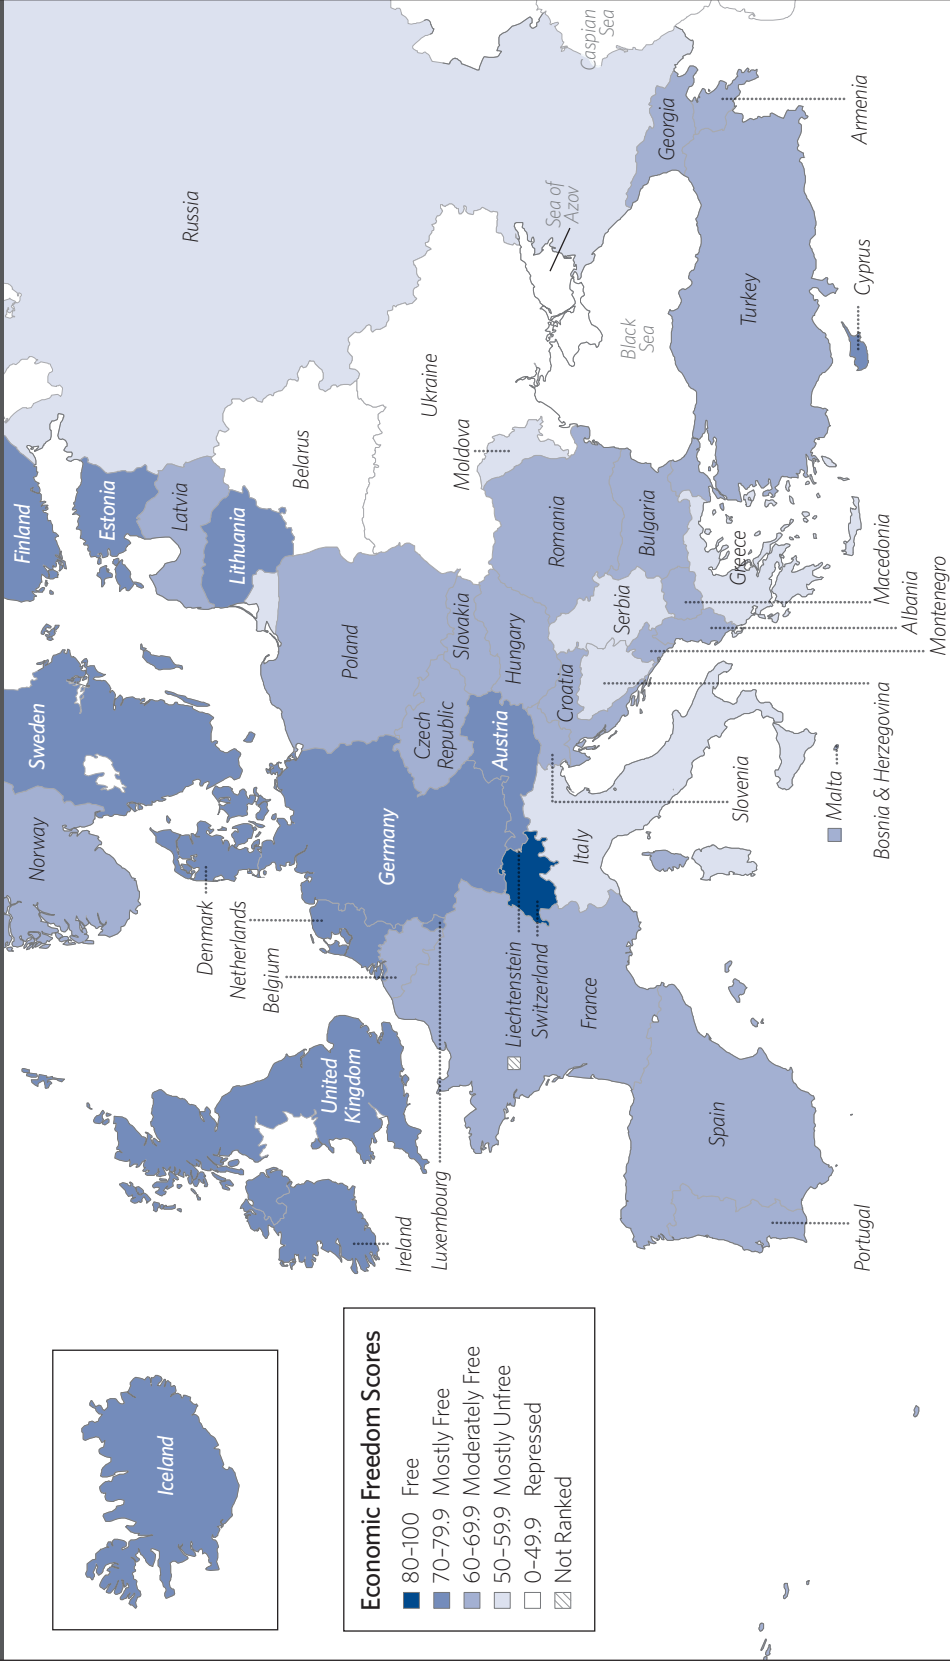 Iceland
Economic Freedom Scores
80–100 Free
70–79.9 Mostly Free
60–69.9 Moderately Free
50–59.9 Mostly Unfree
0–49.9 Repressed
Not Ranked
Norway
Sweden
Finland
Estonia
Latvia
Lithuania
Russia
Denmark
Netherlands
Belgium
United
Kingdom
Ireland
Luxembourg
Germany
Poland
Belarus
Ukraine
Moldova
Czech
Republic
Slovakia
Austria
Hungary
Liechtenstein
Switzerland
France
Italy
Croatia
Romania
Serbia
Bulgaria
Sea of
Azov
Black
Sea
Caspian
Sea
Georgia
Spain
Portugal
Slovenia
Malta
Bosnia & Herzegovina
Greece
Macedonia
Albania
Montenegro
Turkey
Cyprus
Armenia